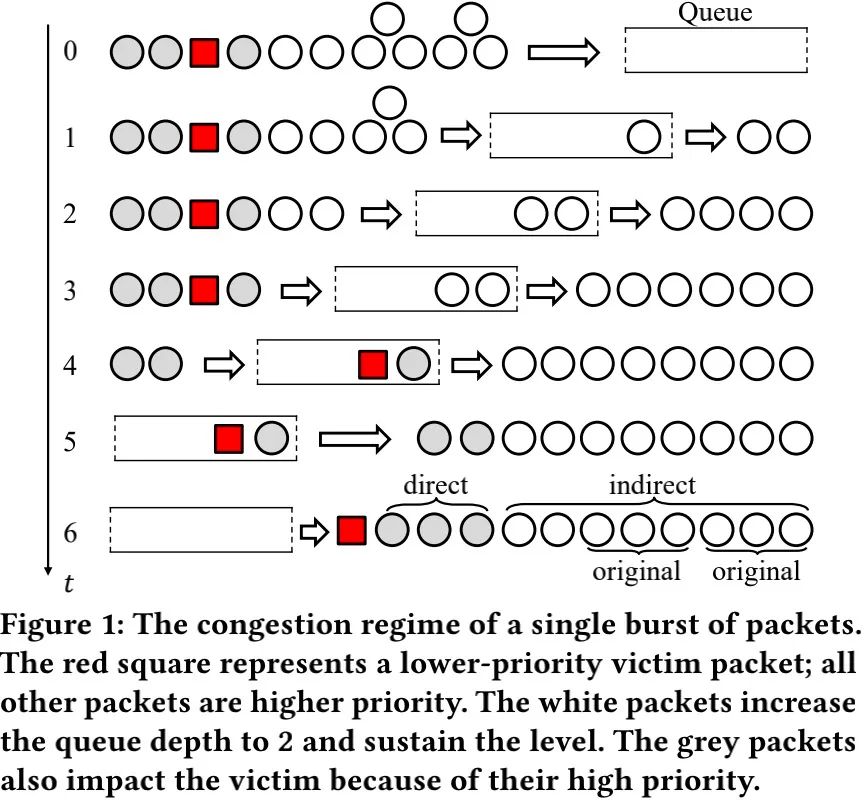 Queue
0
1
2
3
4
5
direct
indirect
6
original
original
t
Figure 1: The congestion regime of a single burst of packets.
The red square represents a lower-priority victim packet; all
other packets are higher priority. The white packets increase
the queue depth to 2 and sustain the level. The grey packets
also impact the victim because of their high priority.